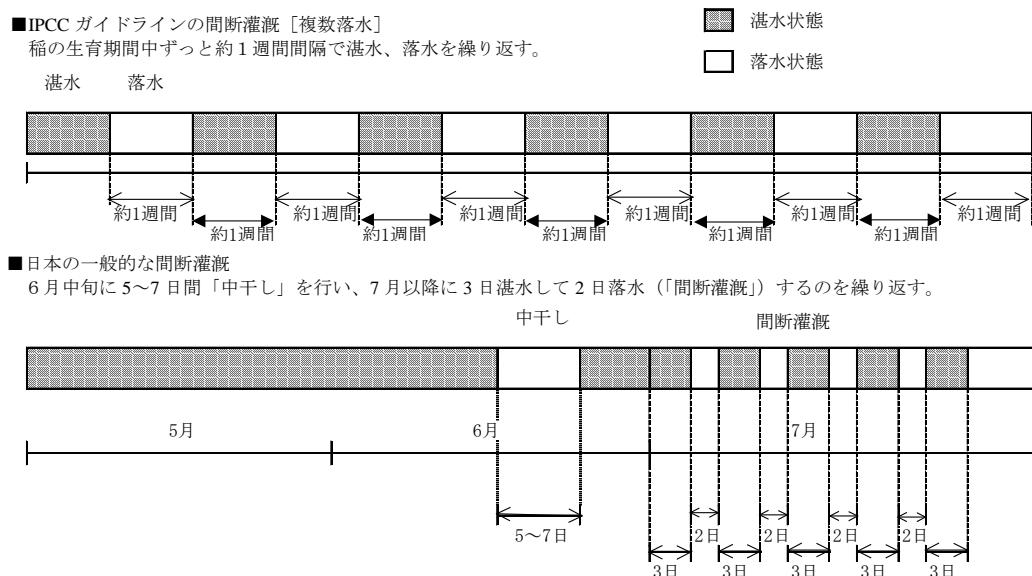 ■IPCC ガイドラインの間断灌漑［複数落水］
稲の生育期間中ずっと約１週間間隔で湛水、落水を繰り返す。
湛水状態
落水状態
湛水 落水
約1週間 約1週間 約1週間 約1週間 約1週間 約1週間
約1週間 約1週間 約1週間 約1週間 約1週間
■日本の一般的な間断灌漑
６月中旬に 5～7 日間「中干し」を行い、7 月以降に 3 日湛水して 2 日落水（「間断灌漑」）するのを繰り返す。
中干し 間断灌漑
5月 6月 7月
5～7日 2日 2日 2日 2日
3日 3日 3日 3日 3日